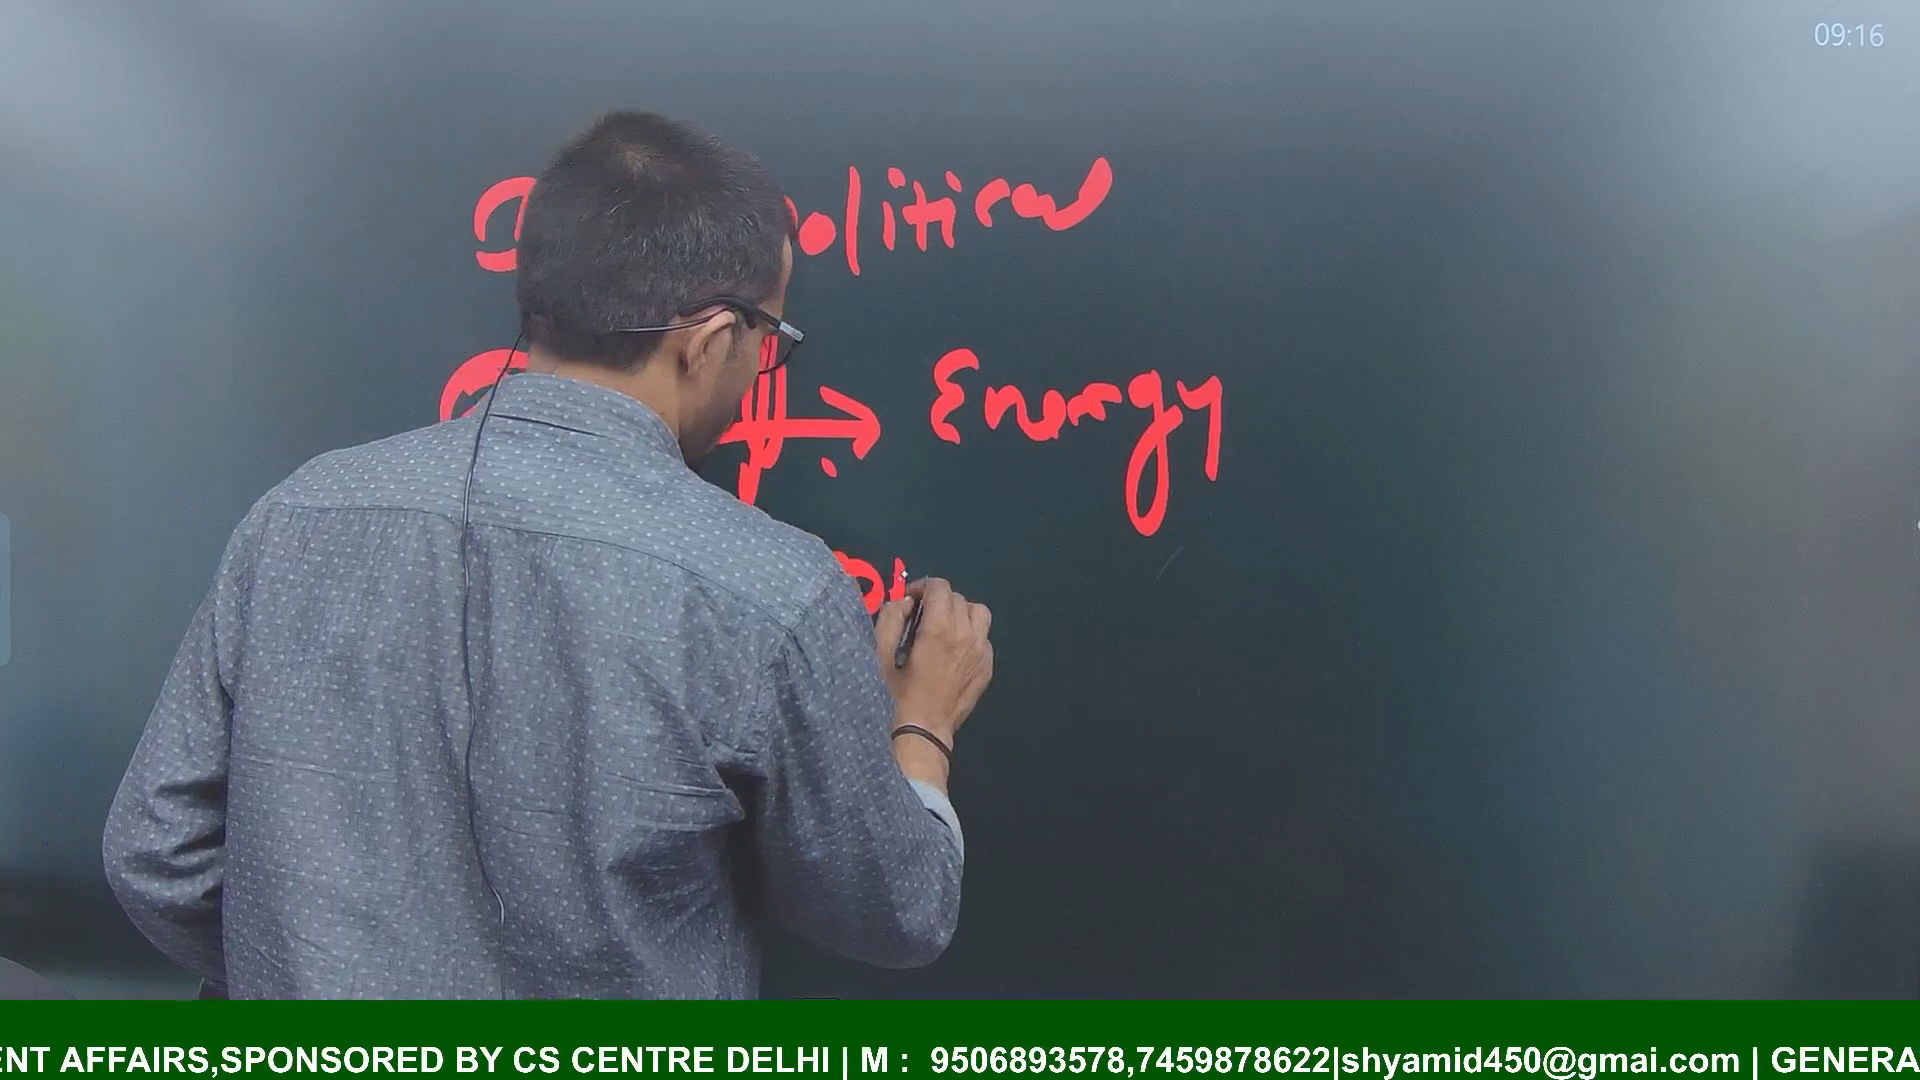 09:16
olitical
→ Energy
ENT AFFAIRS,SPONSORED BY CS CENTRE DELHI | M : 9506893578,7459878622|shyamid450@gmai.com | GENERA